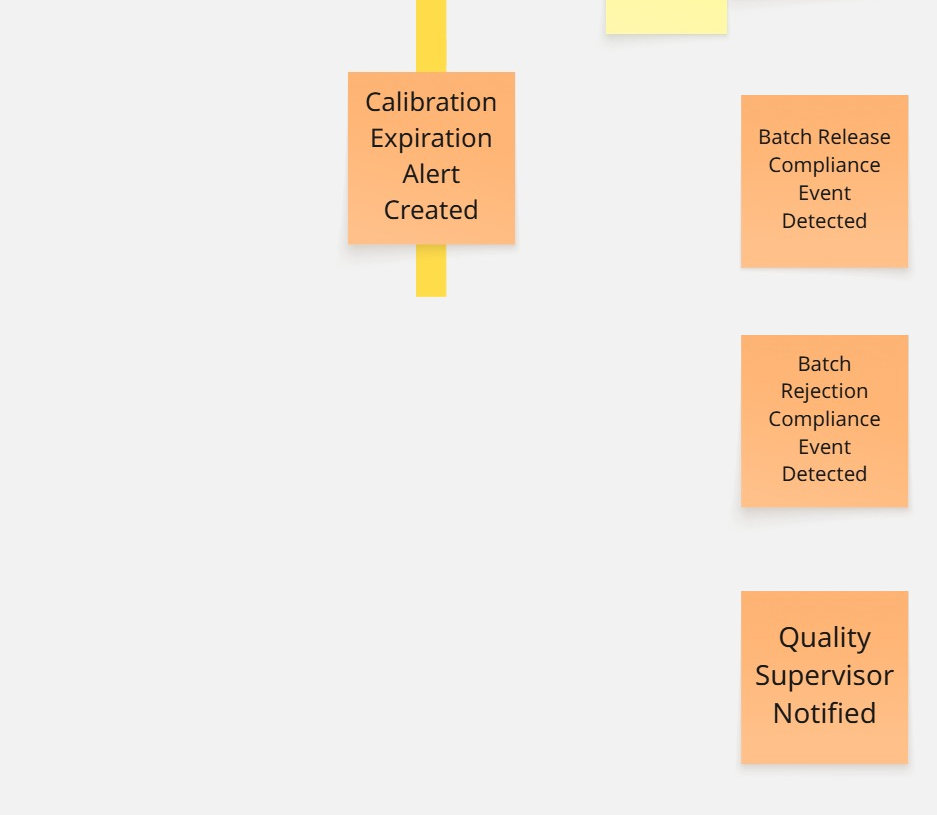 Calibration
Expiration
Alert
Created
Batch Release
Compliance
Event
Detected
Batch
Rejection
Compliance
Event
Detected
Quality
Supervisor
Notified